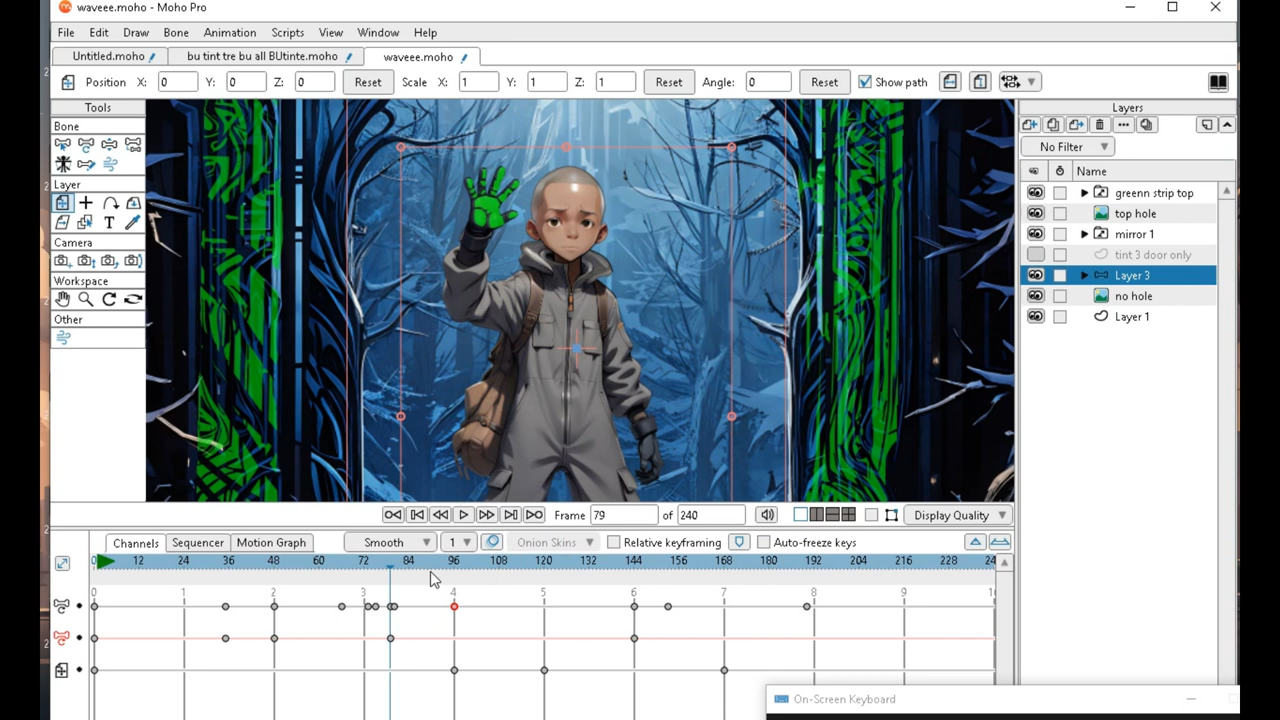 waveee.moho - Moho Pro
File Edit Draw Bone Animation Scripts View Window Help
Untitled.moho bu tint tre bu all BUtinte.moho waveee.moho
Position X: 0 Y: 0 Z: 0 Reset Scale X: 1 Y: 1 Z: 1 Reset Angle: 0 Reset Show path
Tools
Bone
Layer
T
Camera
Workspace
Other
Layers
No Filter
Name
greenn strip top
top hole
mirror 1
tint 3 door only
Layer 3
no hole
Layer 1
Frame 79 of 240 Display Quality
Channels Sequencer Motion Graph Smooth 1 Onion Skins Relative keyframing Auto-freeze keys
0 12 24 36 48 60 72 84 96 108 120 132 144 156 168 180 192 204 216 228 24
0 1 2 3 4 5 6 7 8 9 1
On-Screen Keyboard